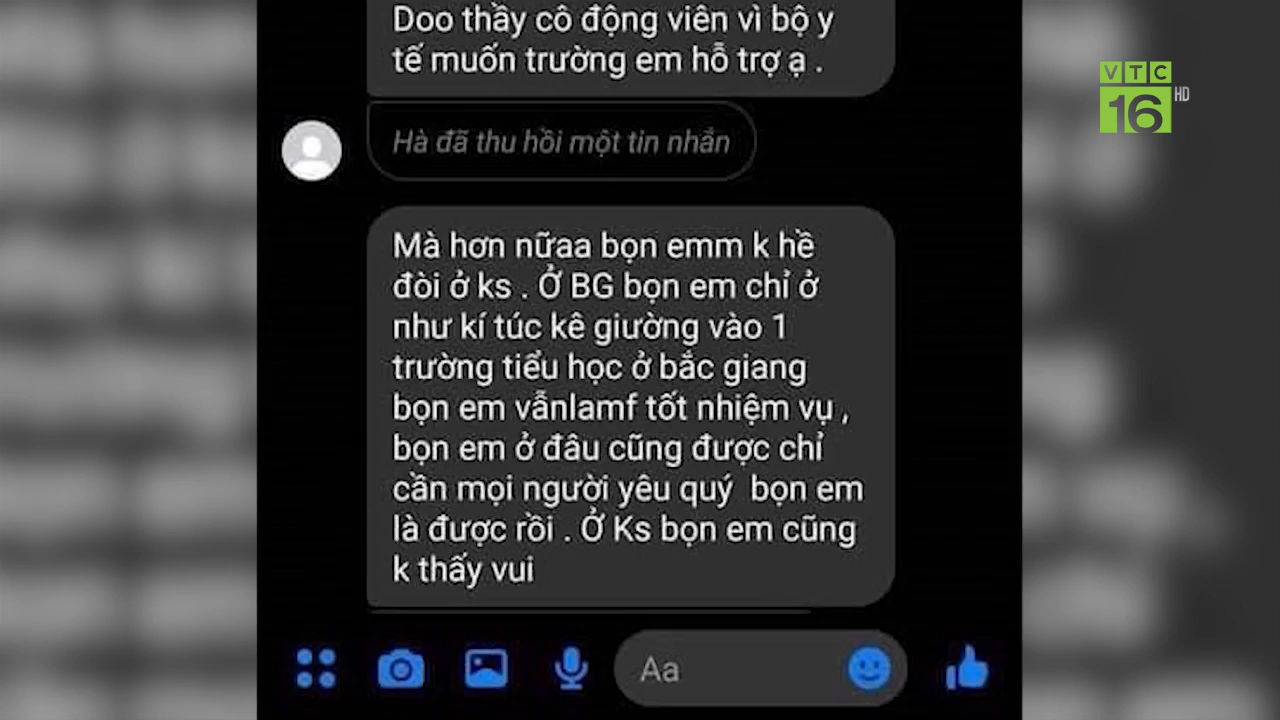 Doo thầy cô động viên vì bộ y
tế muốn trường em hỗ trợ ạ .
VTC
16
HD
Hà đã thu hồi một tin nhắn
Mà hơn nữaa bọn emm k hề
đòi ở ks . Ở BG bọn em chỉ ở
như kí túc kê giường vào 1
trường tiểu học ở bắc giang
bọn em vẫnlamf tốt nhiệm vụ ,
bọn em ở đâu cũng được chỉ
cần mọi người yêu quý bọn em
là được rồi . Ở Ks bọn em cũng
k thấy vui
Aa